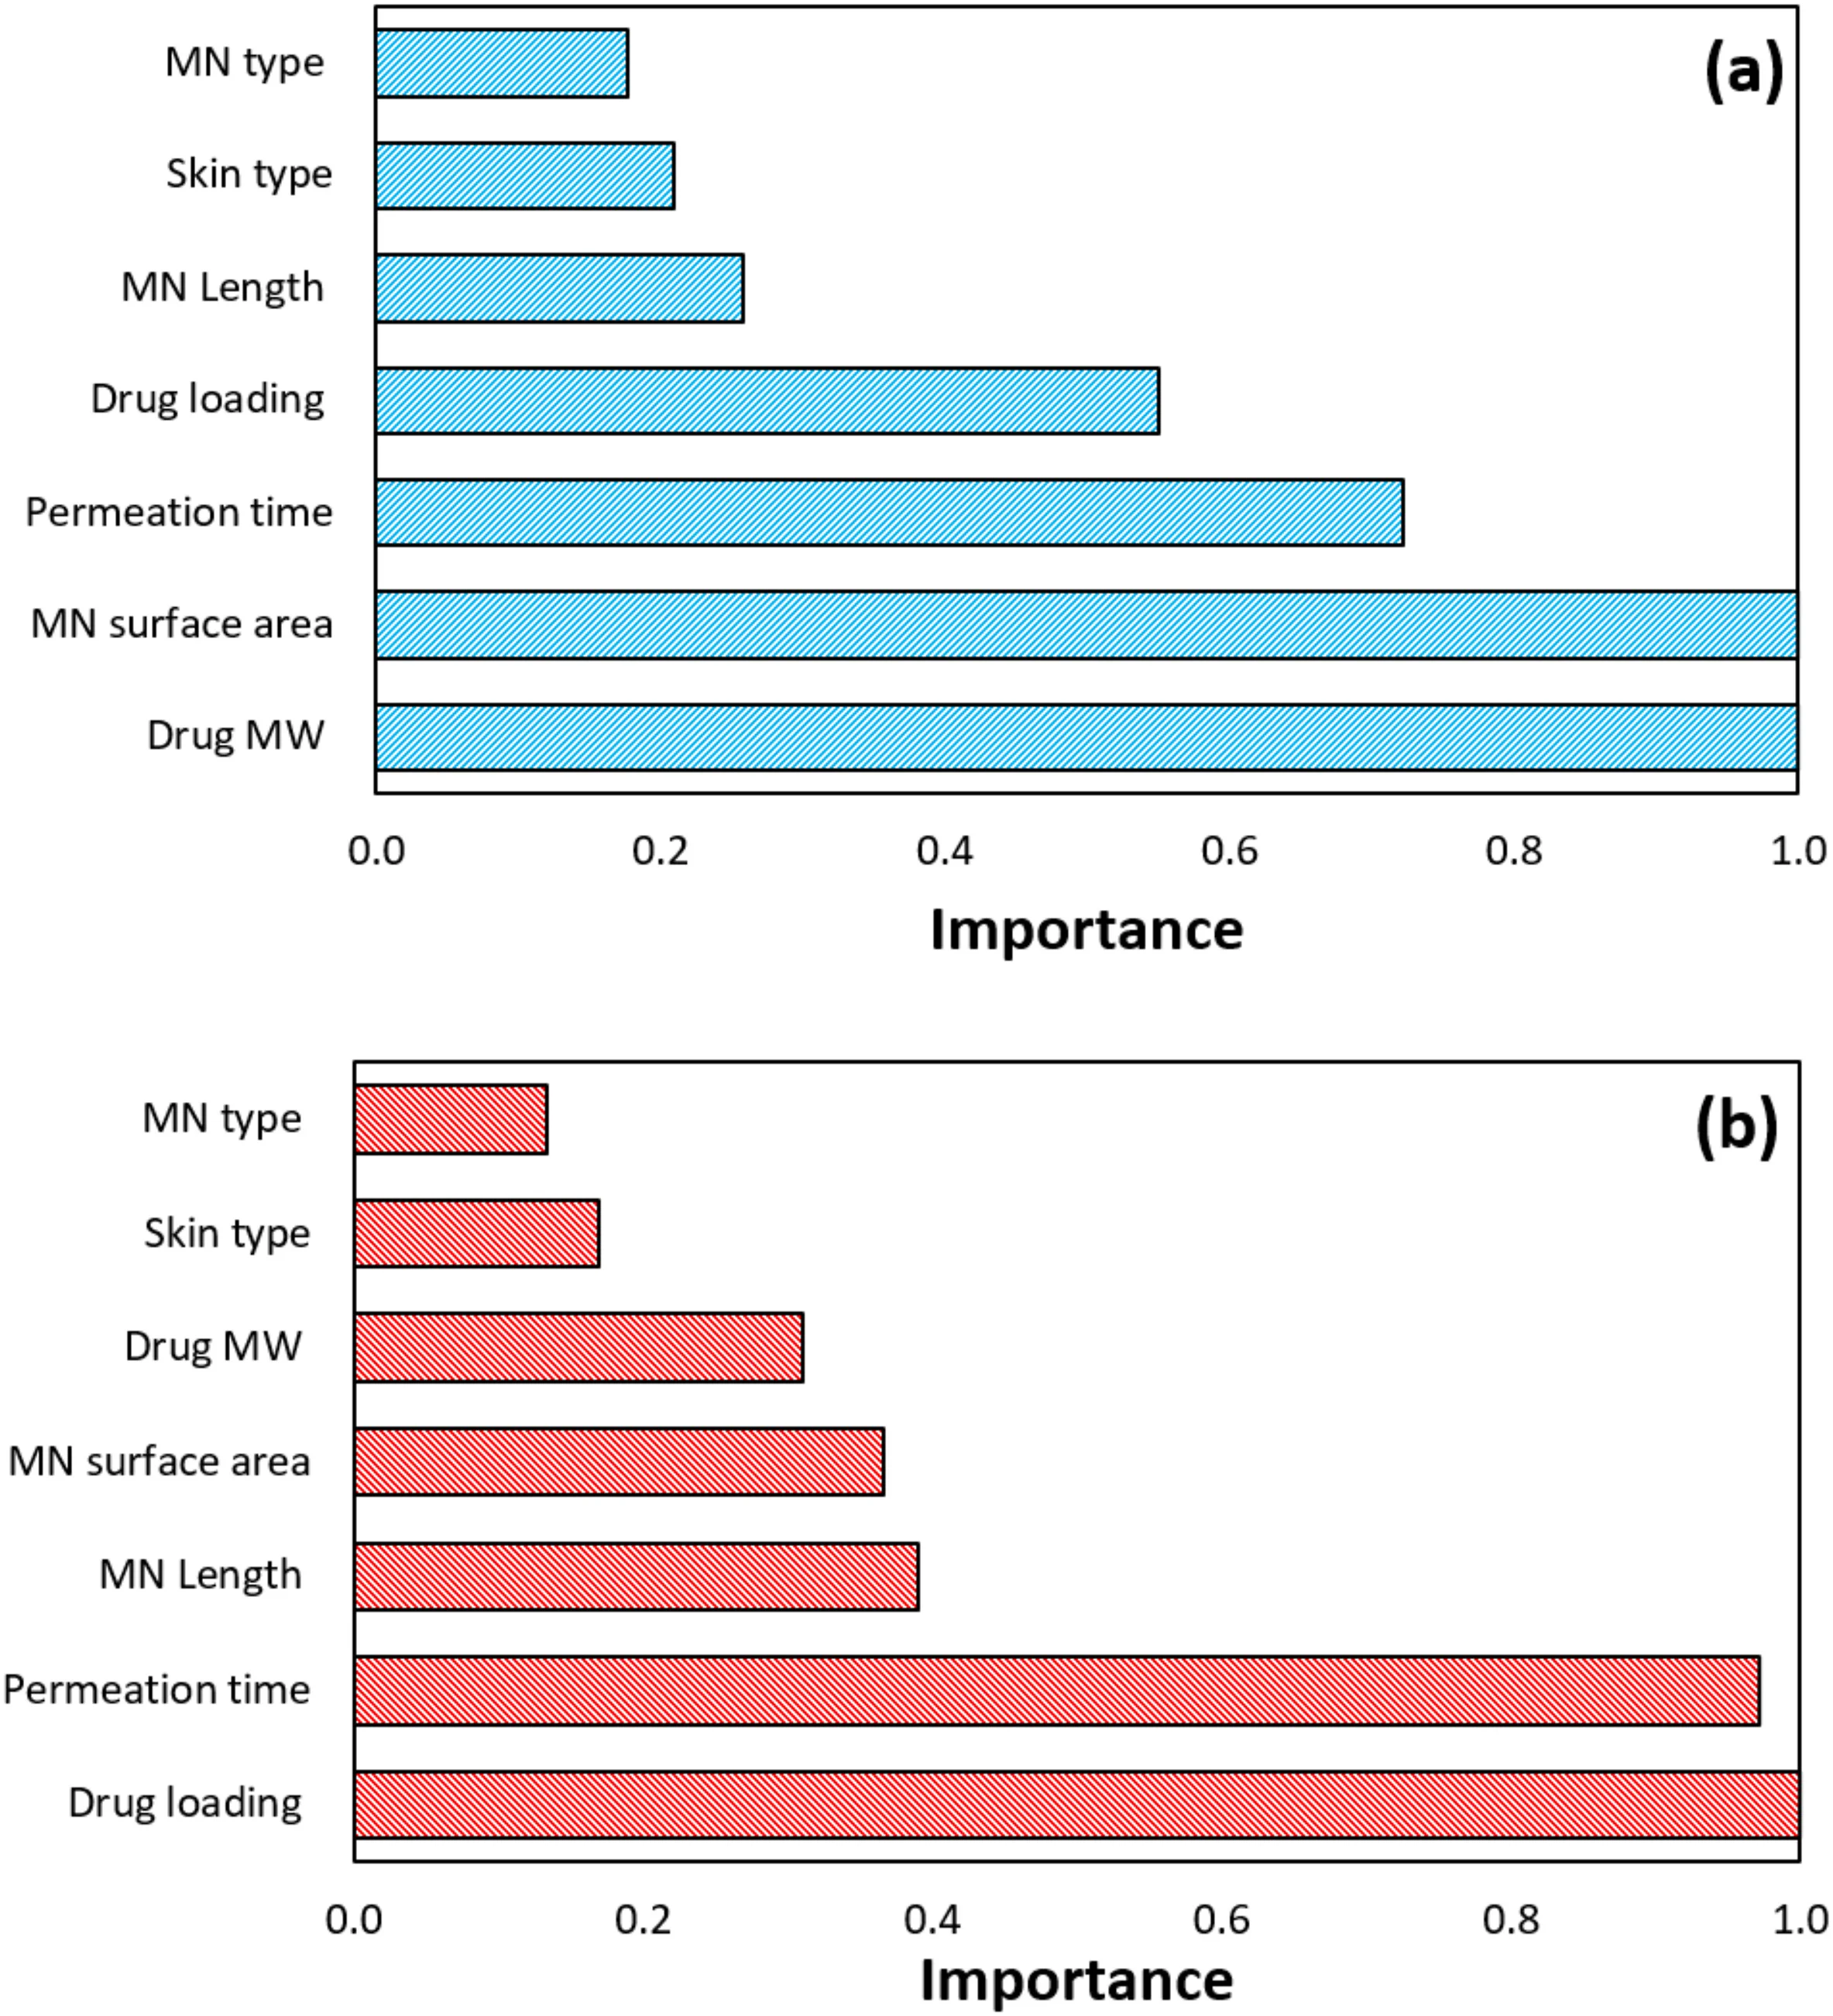 (a)
MN type
Skin type
MN Length
Drug loading
Permeation time
MN surface area
Drug MW
0.0 0.2 0.4 0.6 0.8 1.0
Importance
(b)
MN type
Skin type
Drug MW
MN surface area
MN Length
Permeation time
Drug loading
0.0 0.2 0.4 0.6 0.8 1.0
Importance